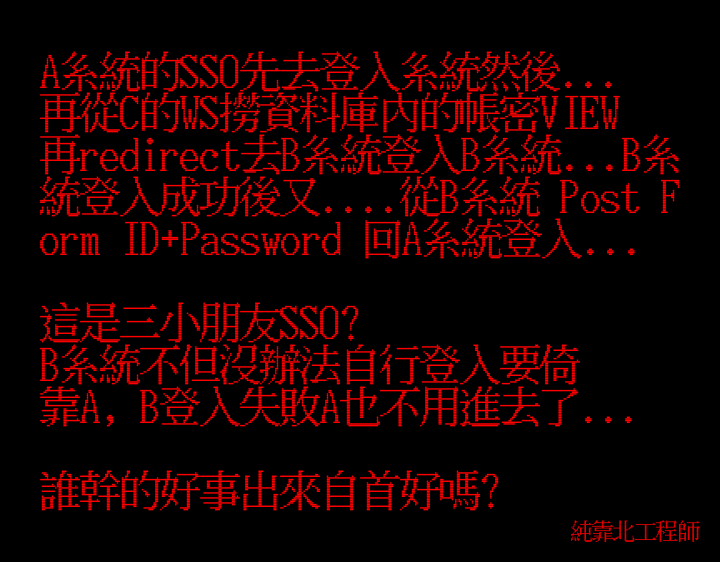 A系統的SSO先去登入系統然後...
再從C的WS撈資料庫內的帳密VIEW
再redirect去B系統登入B系統...B系
統登入成功後又....從B系統 Post F
orm ID+Password 回A系統登入...
這是三小朋友SSO?
B系統不但沒辦法自行登入要倚
靠A, B登入失敗A也不用進去了...
誰幹的好事出來自首好嗎?
純靠北工程師